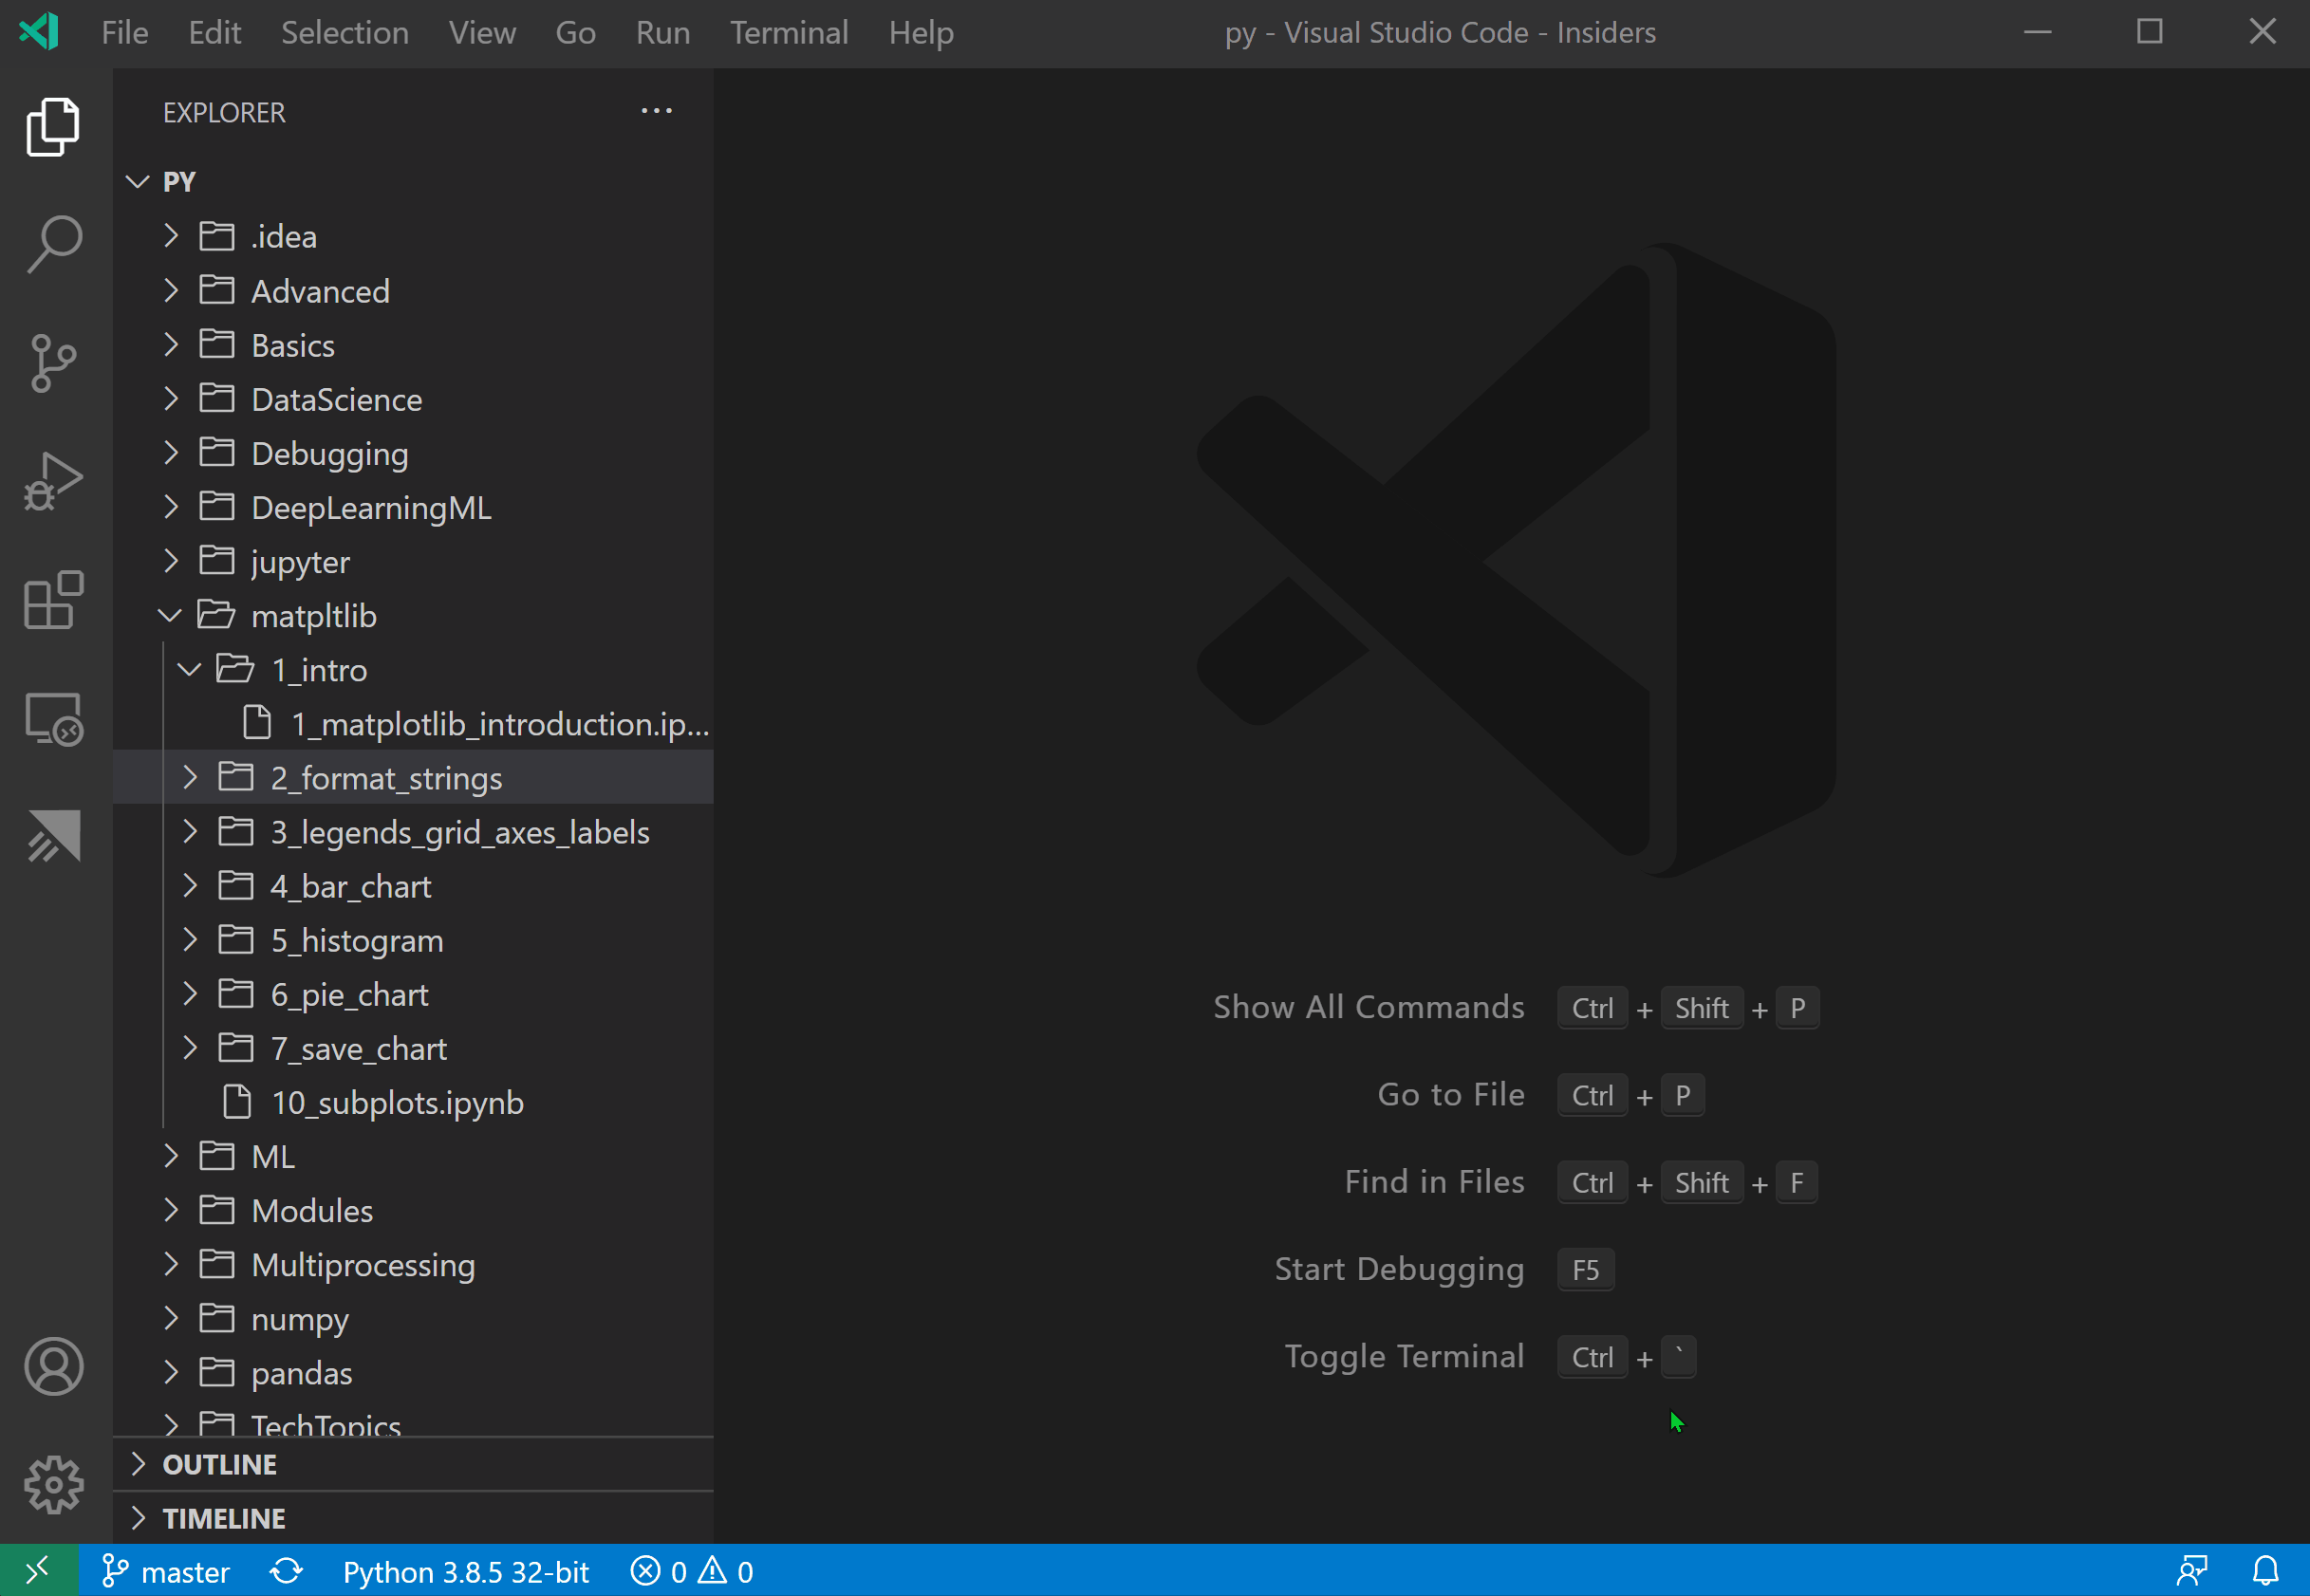 File Edit Selection View Go Run Terminal Help py - Visual Studio Code - Insiders
EXPLORER ...
PY
.idea
Advanced
Basics
DataScience
Debugging
DeepLearningML
jupyter
matpltlib
1_intro
1_matplotlib_introduction.ip...
2_format_strings
3_legends_grid_axes_labels
4_bar_chart
5_histogram
6_pie_chart
7_save_chart
10_subplots.ipynb
ML
Modules
Multiprocessing
numpy
pandas
TechTopics
OUTLINE
TIMELINE
Show All Commands Ctrl + Shift + P
Go to File Ctrl + P
Find in Files Ctrl + Shift + F
Start Debugging F5
Toggle Terminal Ctrl + `
master Python 3.8.5 32-bit 0 0